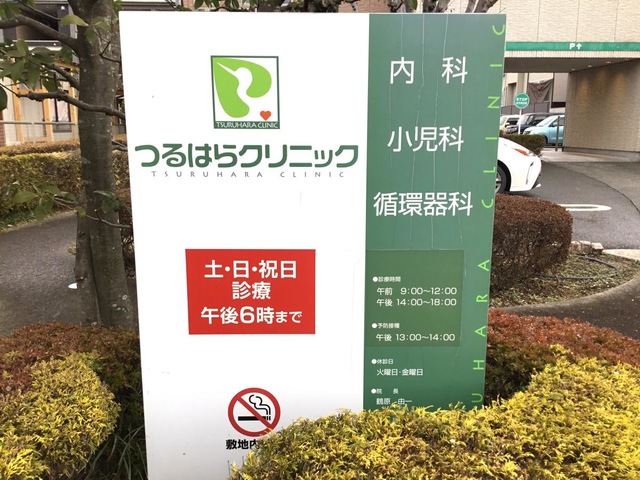 TSURUHARA CLINIC
つるはらクリニック
TSURUHARA CLINIC
土・日・祝日
診療
午後6時まで
敷地内
内科
小児科
循環器科
●診療時間
午前 9:00〜12:00
午後 14:00〜18:00
●予防接種
午後 13:00〜14:00
●休診日
火曜日・金曜日
●院 長
鶴原 由一
UHARA CLINIC
P↑
STOP